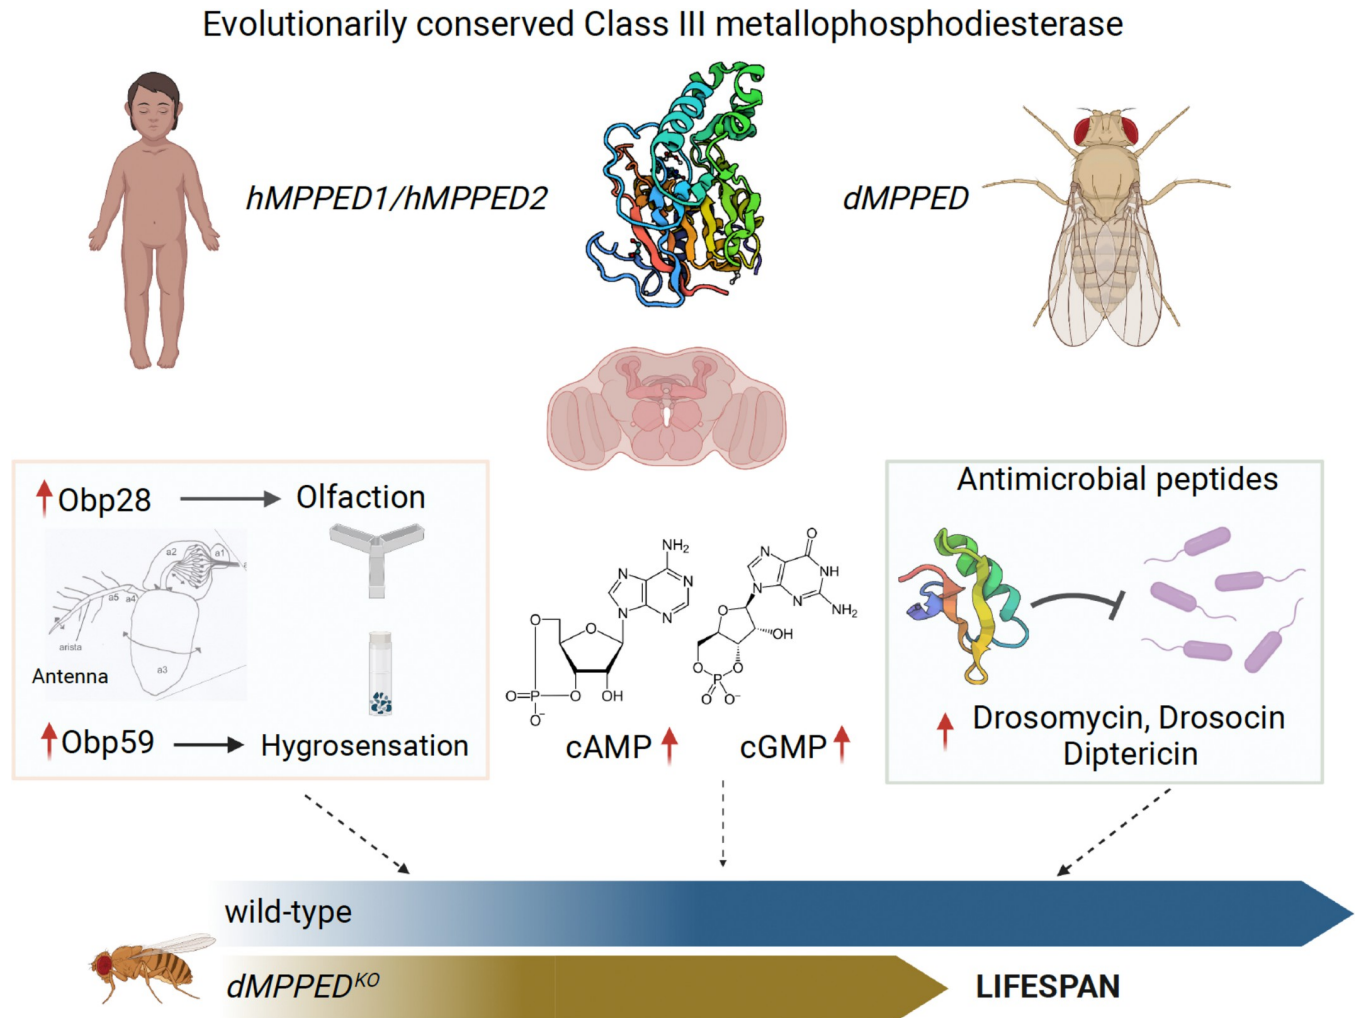 Evolutionarily conserved Class III metallophosphodiesterase
hMPPED1/hMPPED2
dMPPED
Obp28
Olfaction
a2
a1
a5
a4
arista
a3
Antenna
Obp59
Hygrosensation
NH₂
N
N
N
N
O
O
O
P
O
O⁻
OH
cAMP
O
N
NH
N
N
NH₂
O
OH
O
O
P
O
O⁻
cGMP
Antimicrobial peptides
Drosomycin, Drosocin
Diptericin
wild-type
dMPPEDᴷᴼ
LIFESPAN